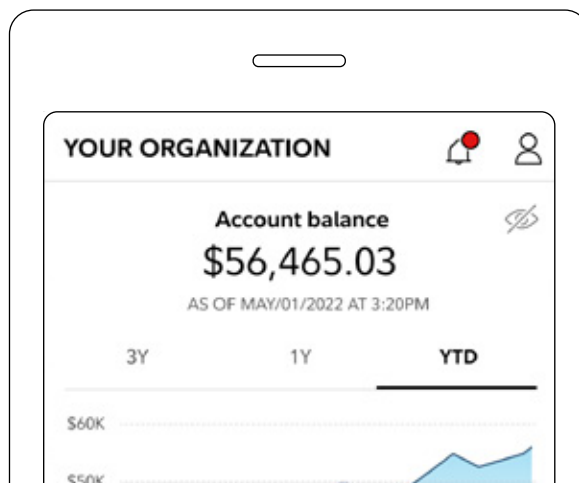 YOUR ORGANIZATION
Account balance
$56,465.03
AS OF MAY/01/2022 AT 3:20PM
3Y 1Y YTD
$60K
$50K